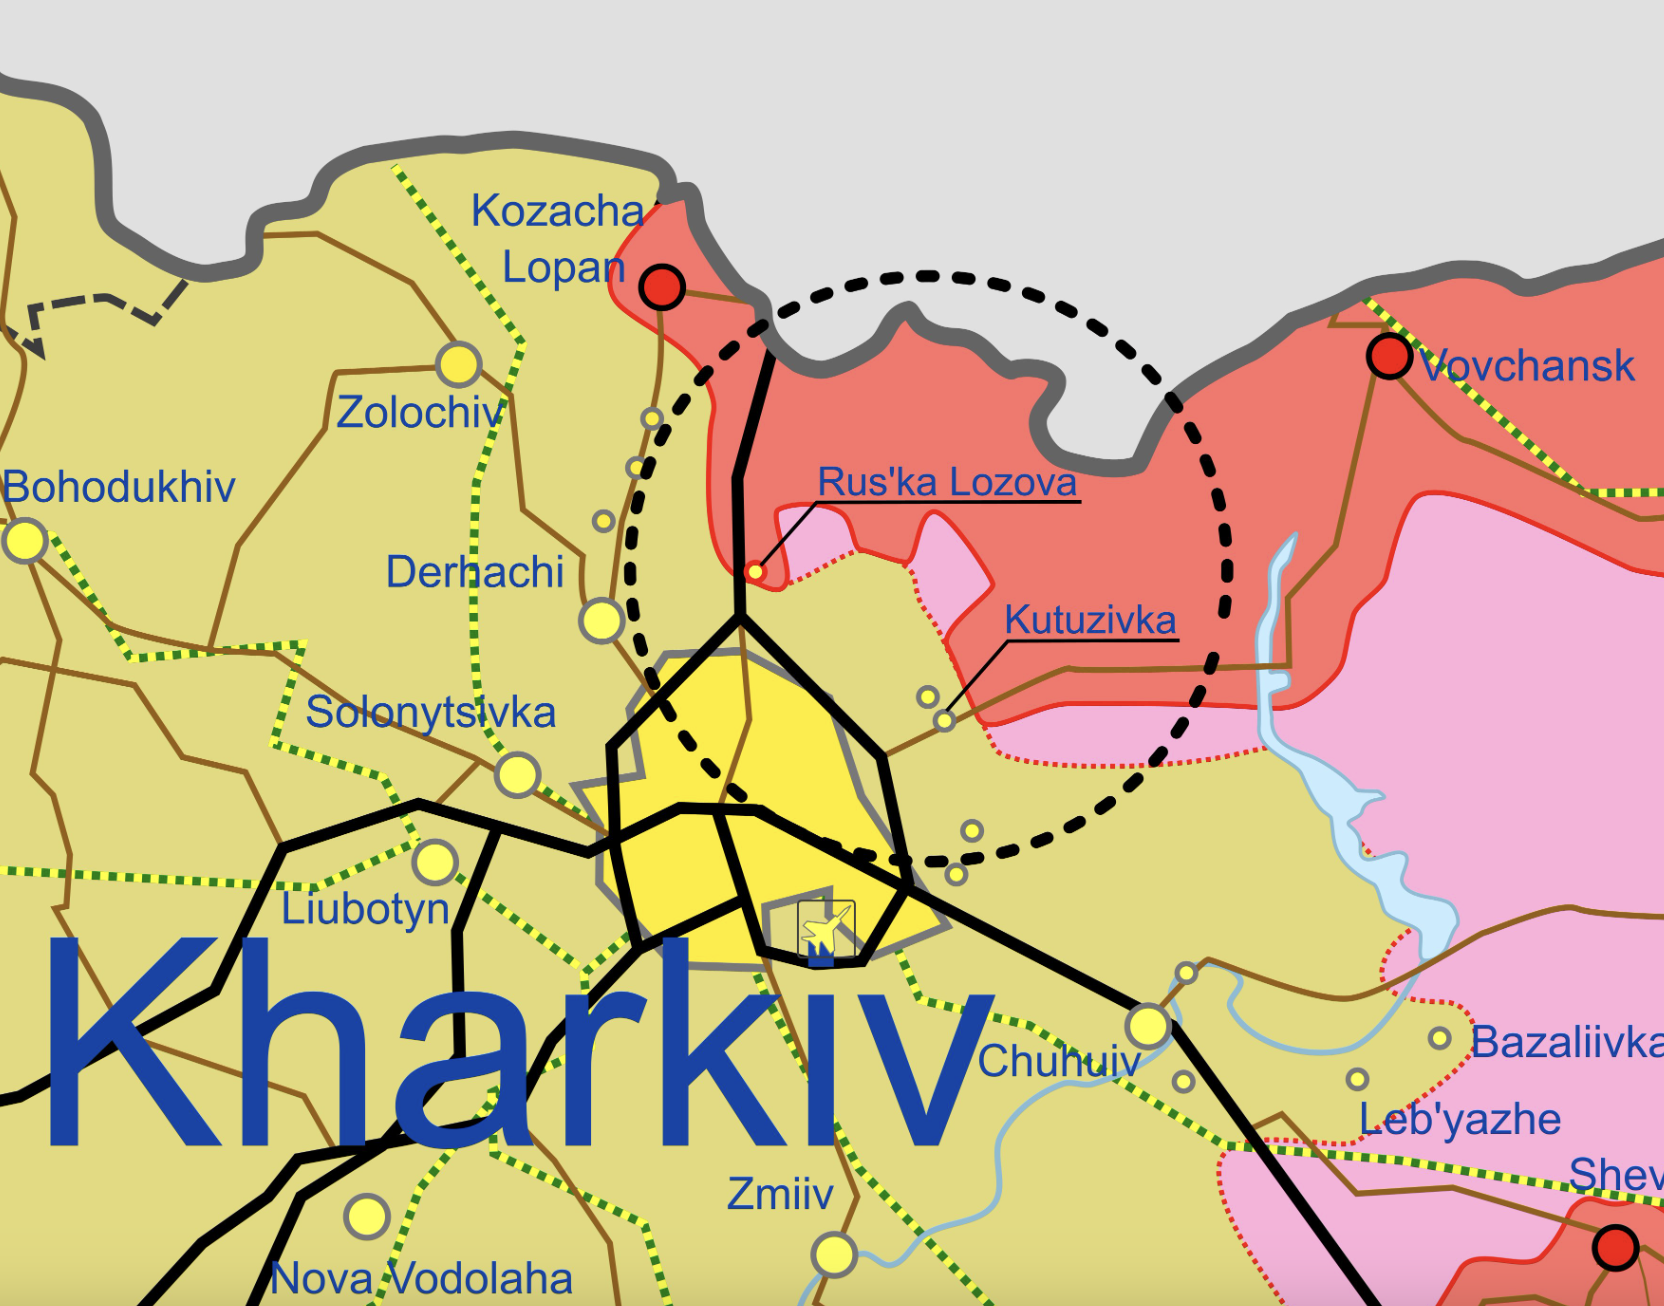 Kozacha
Lopan
Vovchansk
Zolochiv
Bohodukhiv
Rus'ka Lozova
Derhachi
Kutuzivka
Solonytsivka
Liubotyn
Kharkiv
Chuhuiv
Bazaliivka
Leb'yazhe
Shev
Zmiiv
Nova Vodolaha